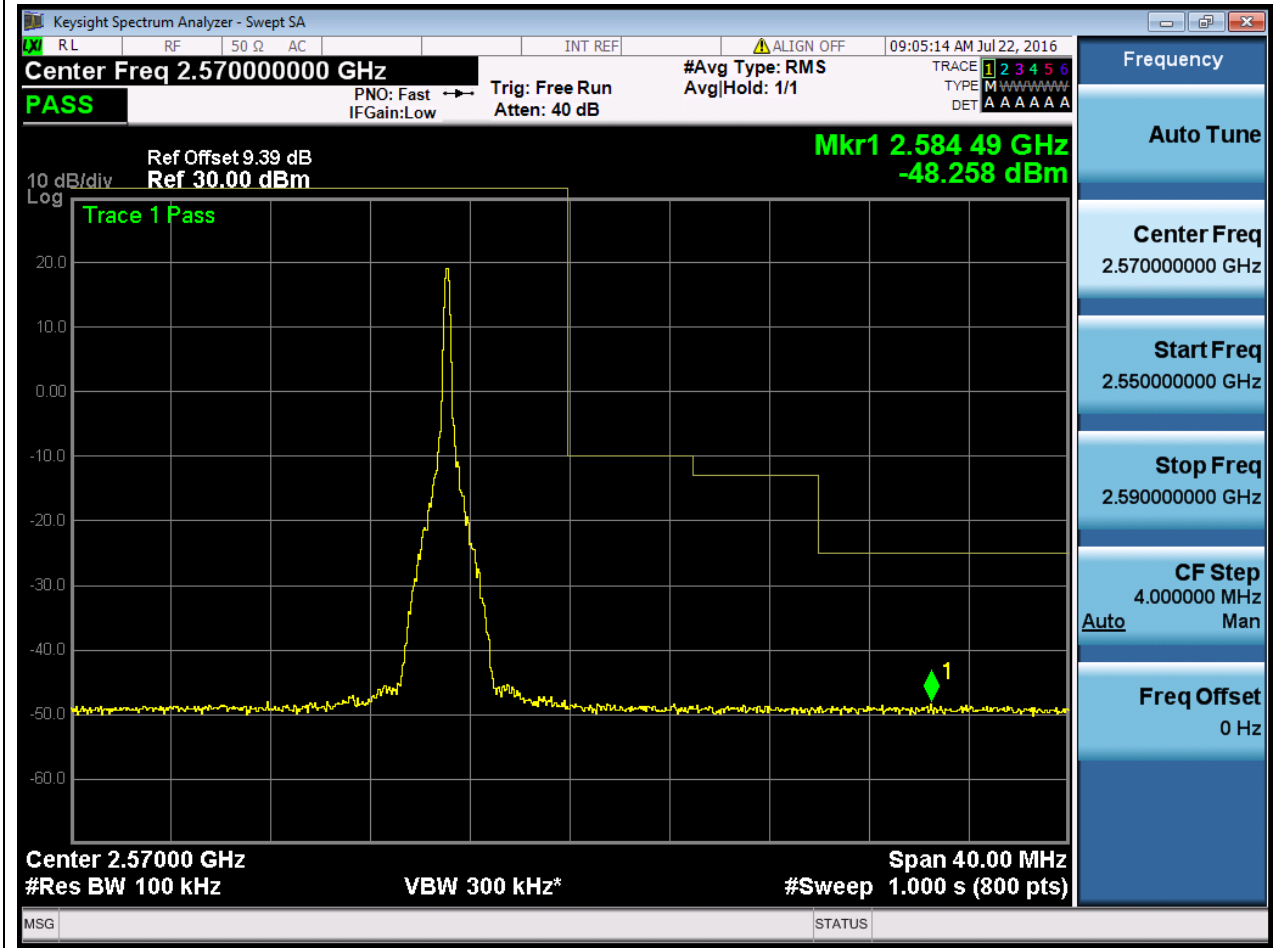 Keysight Spectrum Analyzer - Swept SA
LXI RL RF 50 Ω AC INT REF ALIGN OFF 09:05:14 AM Jul 22, 2016
Center Freq 2.570000000 GHz
PASS
PNO: Fast
IFGain:Low
Trig: Free Run
Atten: 40 dB
#Avg Type: RMS
Avg|Hold: 1/1
TRACE 1 2 3 4 5 6
TYPE M W W W W W
DET A A A A A A
Mkr1 2.584 49 GHz
-48.258 dBm
Ref Offset 9.39 dB
10 dB/div Ref 30.00 dBm
Log
Trace 1 Pass
20.0
10.0
0.00
-10.0
-20.0
-30.0
-40.0
-50.0
-60.0
1
Center 2.57000 GHz Span 40.00 MHz
#Res BW 100 kHz VBW 300 kHz* #Sweep 1.000 s (800 pts)
MSG STATUS
Frequency
Auto Tune
Center Freq
2.570000000 GHz
Start Freq
2.550000000 GHz
Stop Freq
2.590000000 GHz
CF Step
4.000000 MHz
Auto Man
Freq Offset
0 Hz